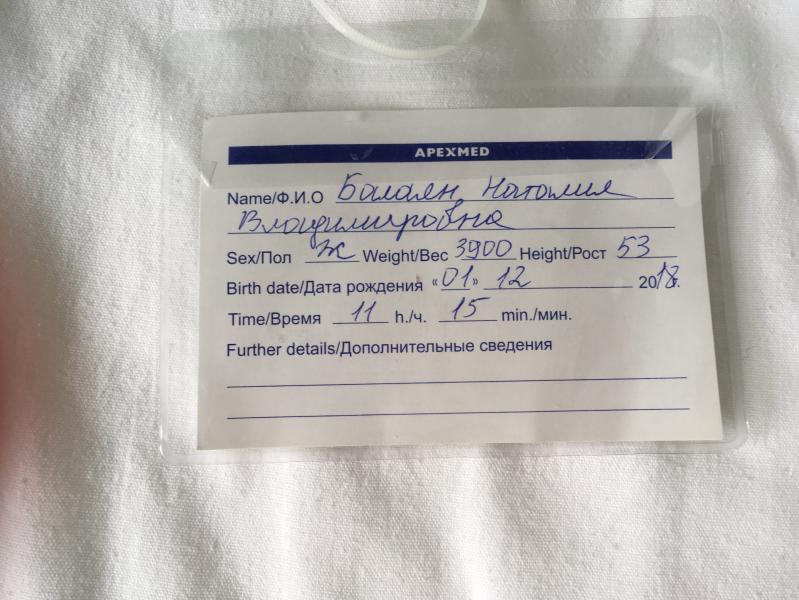 APEXMED
Name/Ф.И.О Балаян Наталия
Владимировна
Sex/Пол Ж Weight/Вес 3900 Height/Рост 53
Birth date/Дата рождения «01» 12 2018г.
Time/Время 11 h./ч. 15 min./мин.
Further details/Дополнительные сведения